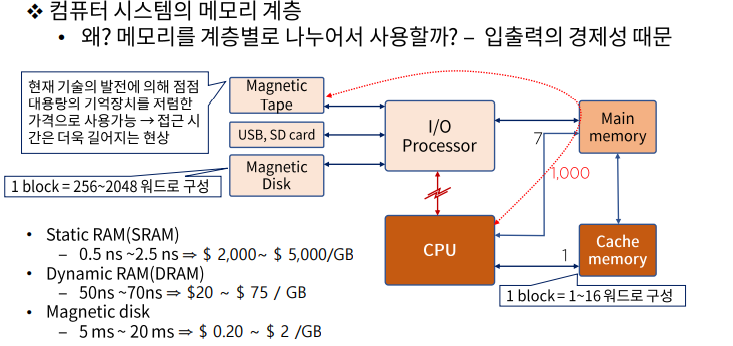 ❖ 컴퓨터 시스템의 메모리 계층
• 왜? 메모리를 계층별로 나누어서 사용할까? – 입출력의 경제성 때문
현재 기술의 발전에 의해 점점
대용량의 기억장치를 저렴한
가격으로 사용가능 → 접근 시
간은 더욱 길어지는 현상
Magnetic
Tape
USB, SD card
Magnetic
Disk
1 block = 256~2048 워드로 구성
I/O
Processor
Main
memory
7
1,000
CPU
1
Cache
memory
1 block = 1~16 워드로 구성
• Static RAM(SRAM)
– 0.5 ns ~2.5 ns ⇒ $ 2,000~ $ 5,000/GB
• Dynamic RAM(DRAM)
– 50ns ~70ns ⇒ $20 ~ $ 75 / GB
• Magnetic disk
– 5 ms ~ 20 ms ⇒ $ 0.20 ~ $ 2 /GB